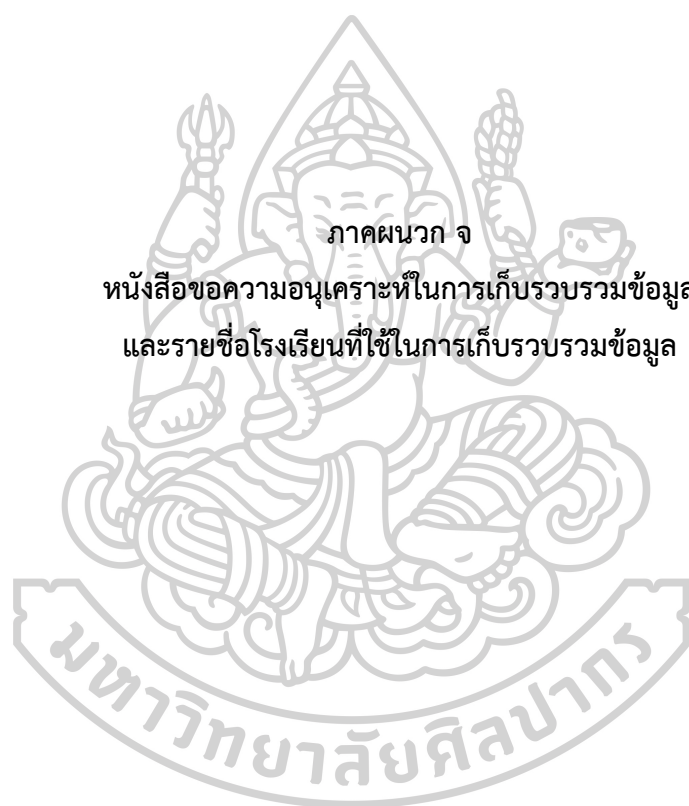 ภาคผนวก จ
หนังสือขอความอนุเคราะห์ในการเก็บรวบรวมข้อมูล
และรายชื่อโรงเรียนที่ใช้ในการเก็บรวบรวมข้อมูล
มหาวิทยาลัยศิลปากร